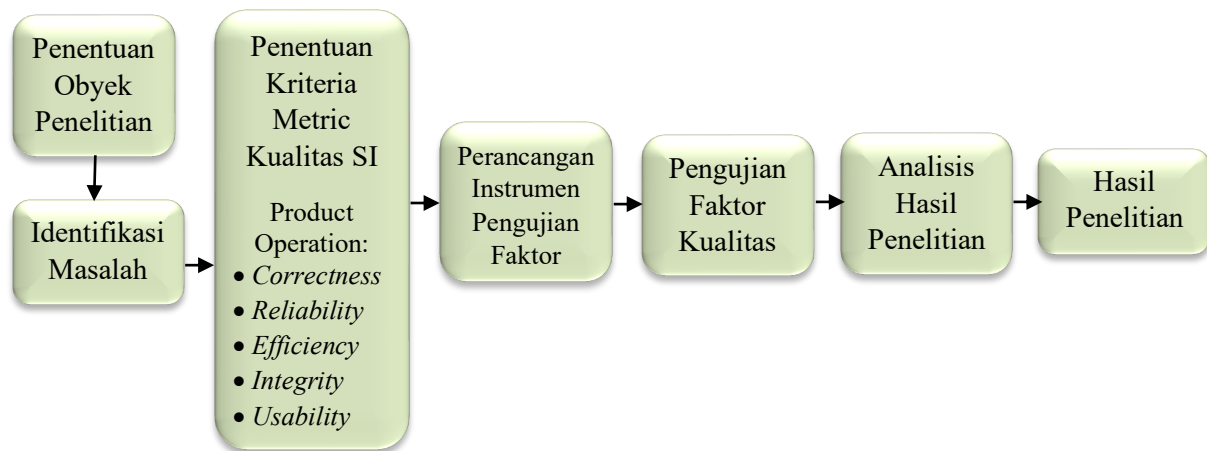 Penentuan
Obyek
Penelitian
Identifikasi
Masalah
Penentuan
Kriteria
Metric
Kualitas SI
Product
Operation:
• Correctness
• Reliability
• Efficiency
• Integrity
• Usability
Perancangan
Instrumen
Pengujian
Faktor
Pengujian
Faktor
Kualitas
Analisis
Hasil
Penelitian
Hasil
Penelitian